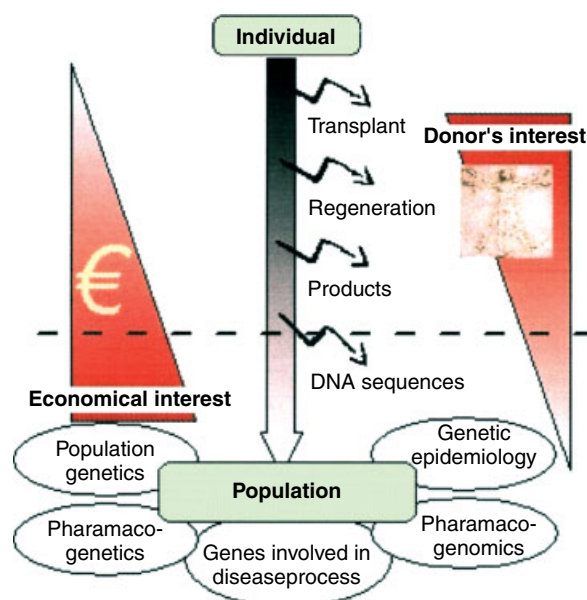 Individual
Transplant
Donor's interest
Regeneration
€
Products
DNA sequences
Economical interest
Population
genetics
Genetic
epidemiology
Population
Pharamaco-
genetics
Genes involved in
diseaseprocess
Pharamaco-
genomics